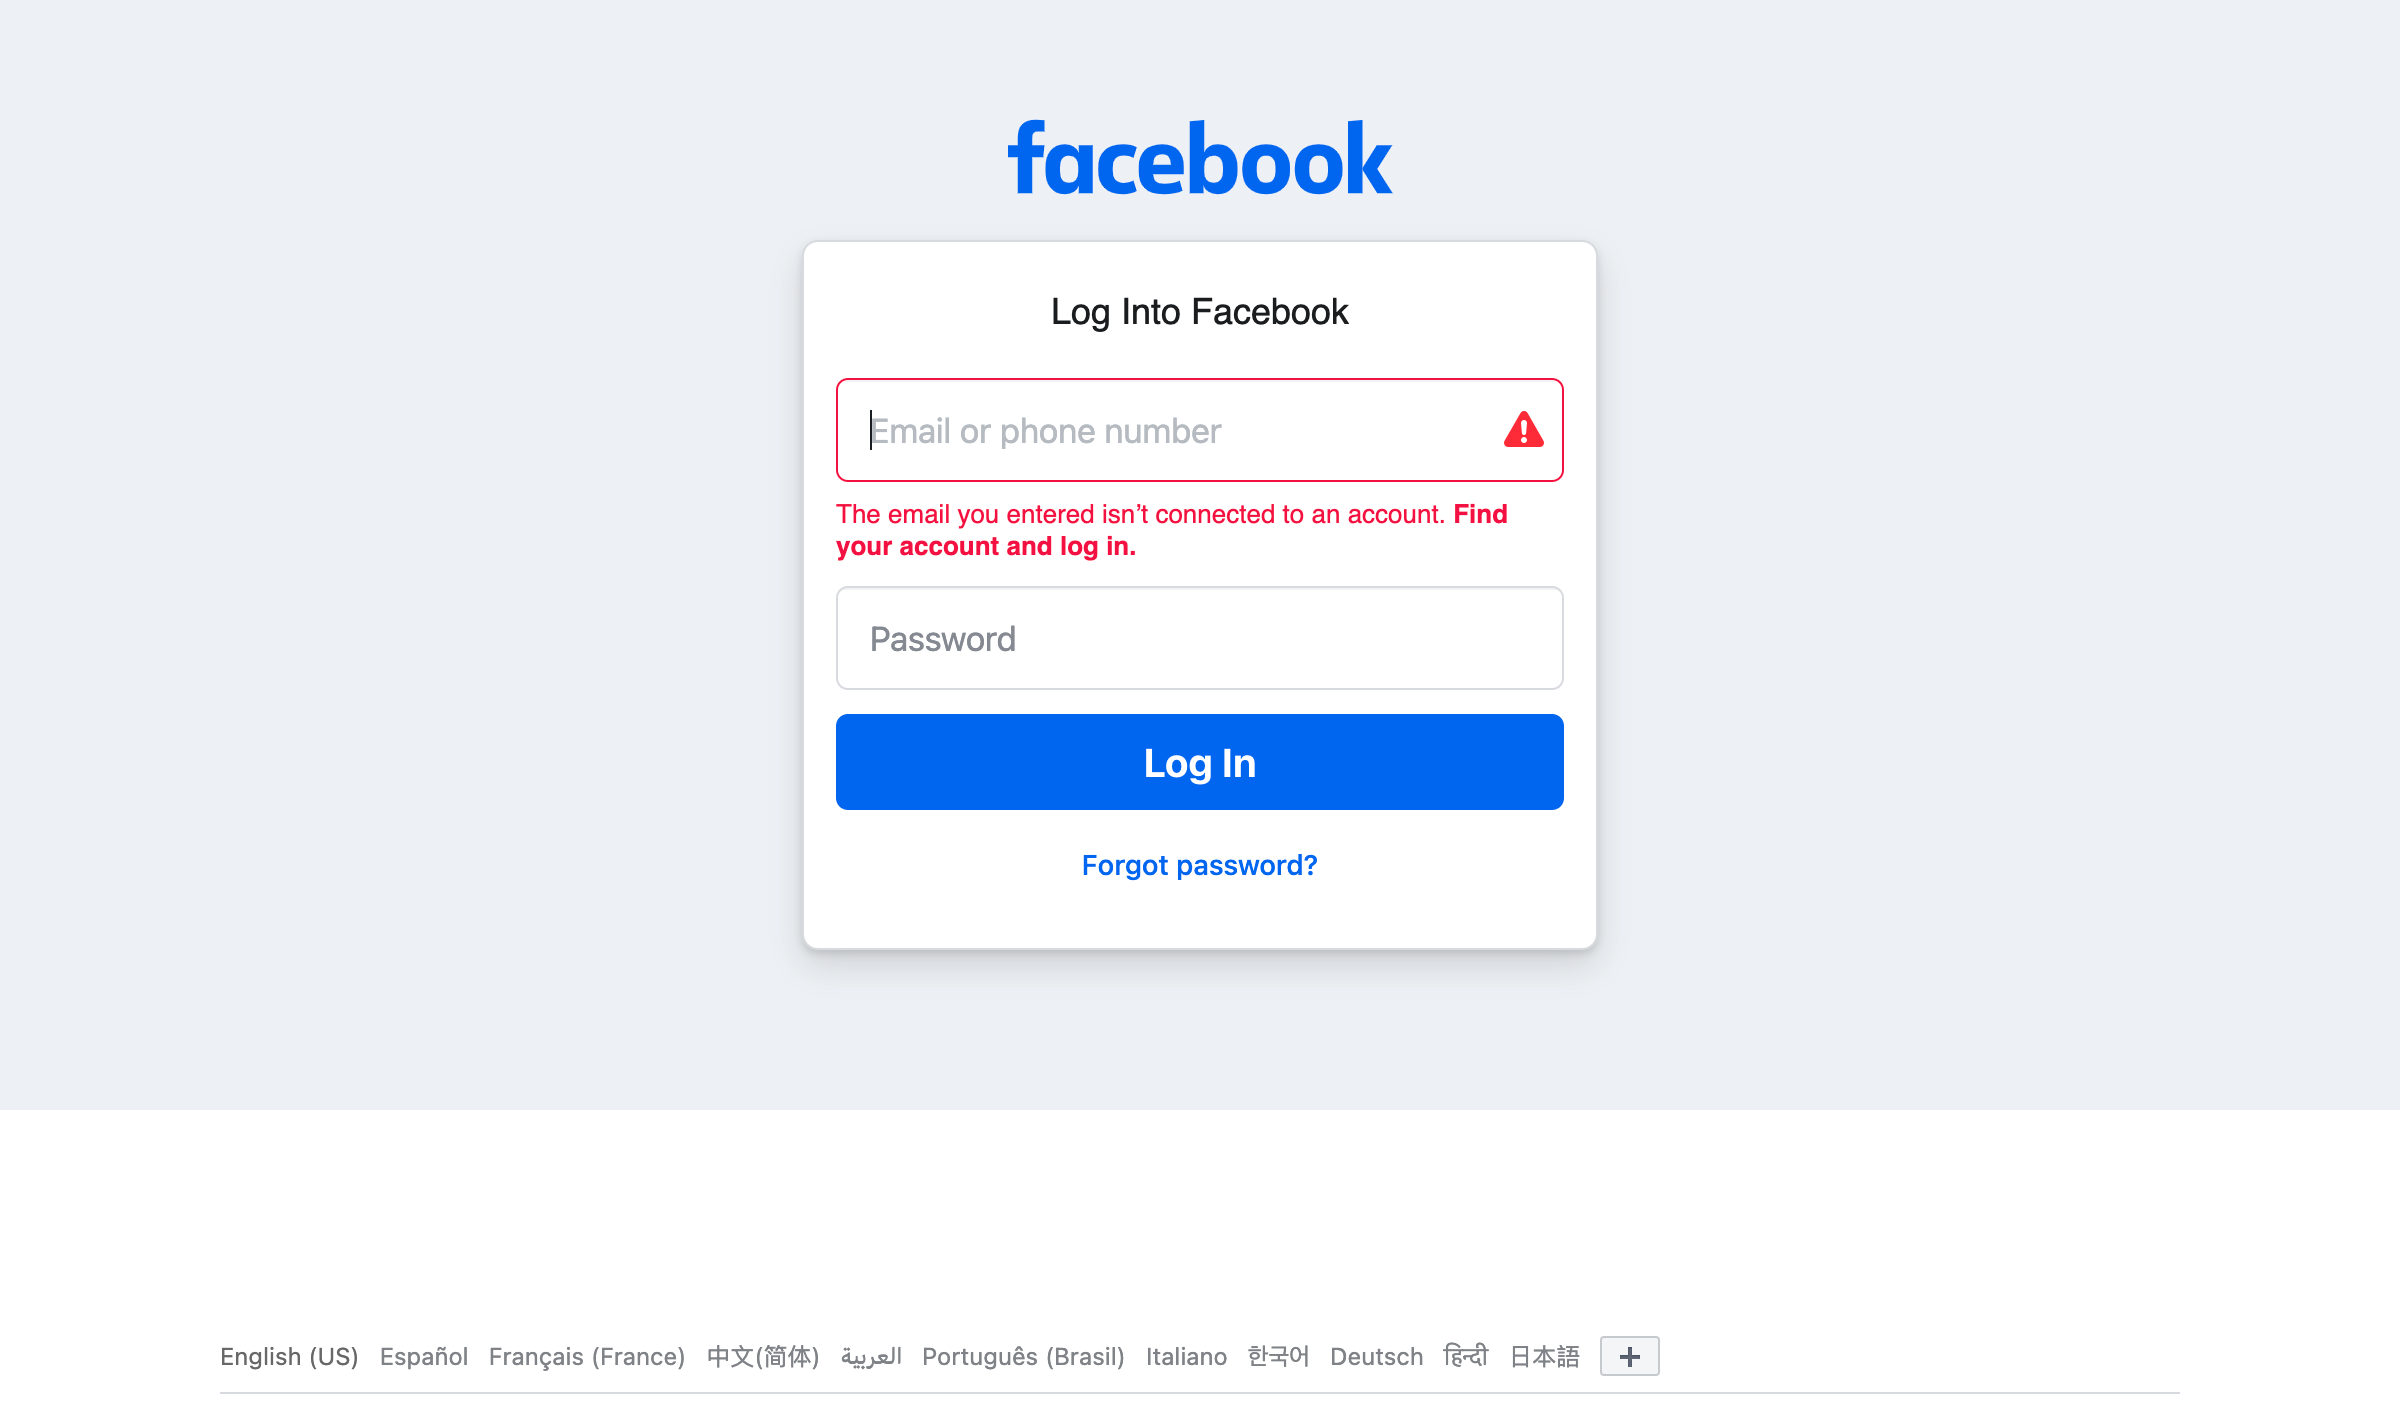 facebook
Log Into Facebook
Email or phone number
The email you entered isn’t connected to an account. Find
your account and log in.
Password
Log In
Forgot password?
English (US) Español Français (France) 中文(简体) العربية Português (Brasil) Italiano 한국어 Deutsch हिन्दी 日本語